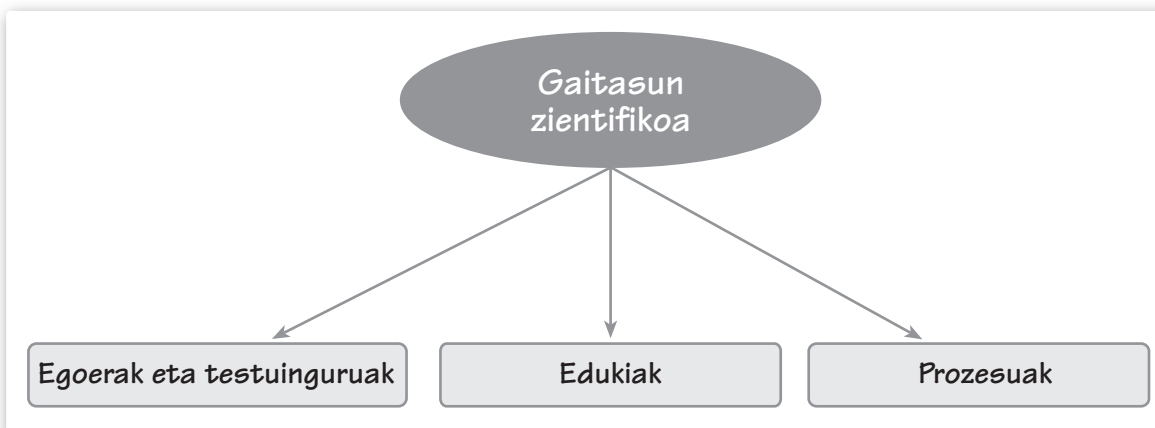 Gaitasun
zientifikoa
Egoerak eta testuinguruak
Edukiak
Prozesuak